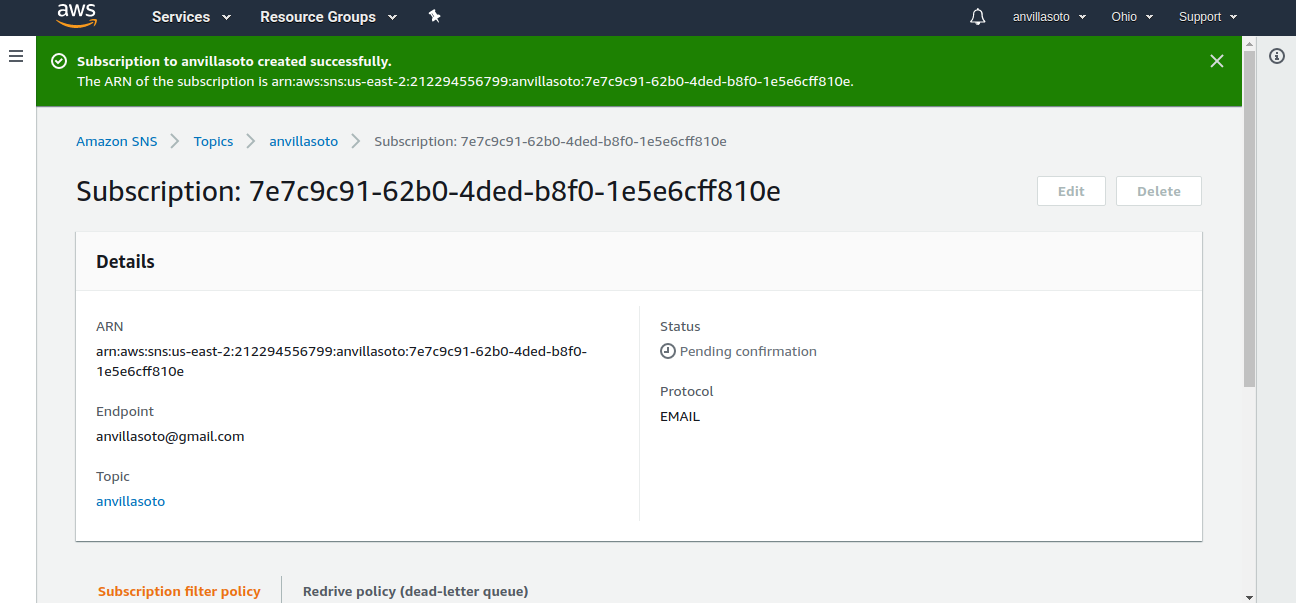 aws Services Resource Groups anvillasoto Ohio Support
Subscription to anvillasoto created successfully.
The ARN of the subscription is arn:aws:sns:us-east-2:212294556799:anvillasoto:7e7c9c91-62b0-4ded-b8f0-1e5e6cff810e.
Amazon SNS Topics anvillasoto Subscription: 7e7c9c91-62b0-4ded-b8f0-1e5e6cff810e
Subscription: 7e7c9c91-62b0-4ded-b8f0-1e5e6cff810e Edit Delete
Details
ARN
arn:aws:sns:us-east-2:212294556799:anvillasoto:7e7c9c91-62b0-4ded-b8f0-
1e5e6cff810e
Endpoint
anvillasoto@gmail.com
Topic
anvillasoto
Status
Pending confirmation
Protocol
EMAIL
Subscription filter policy Redrive policy (dead-letter queue)